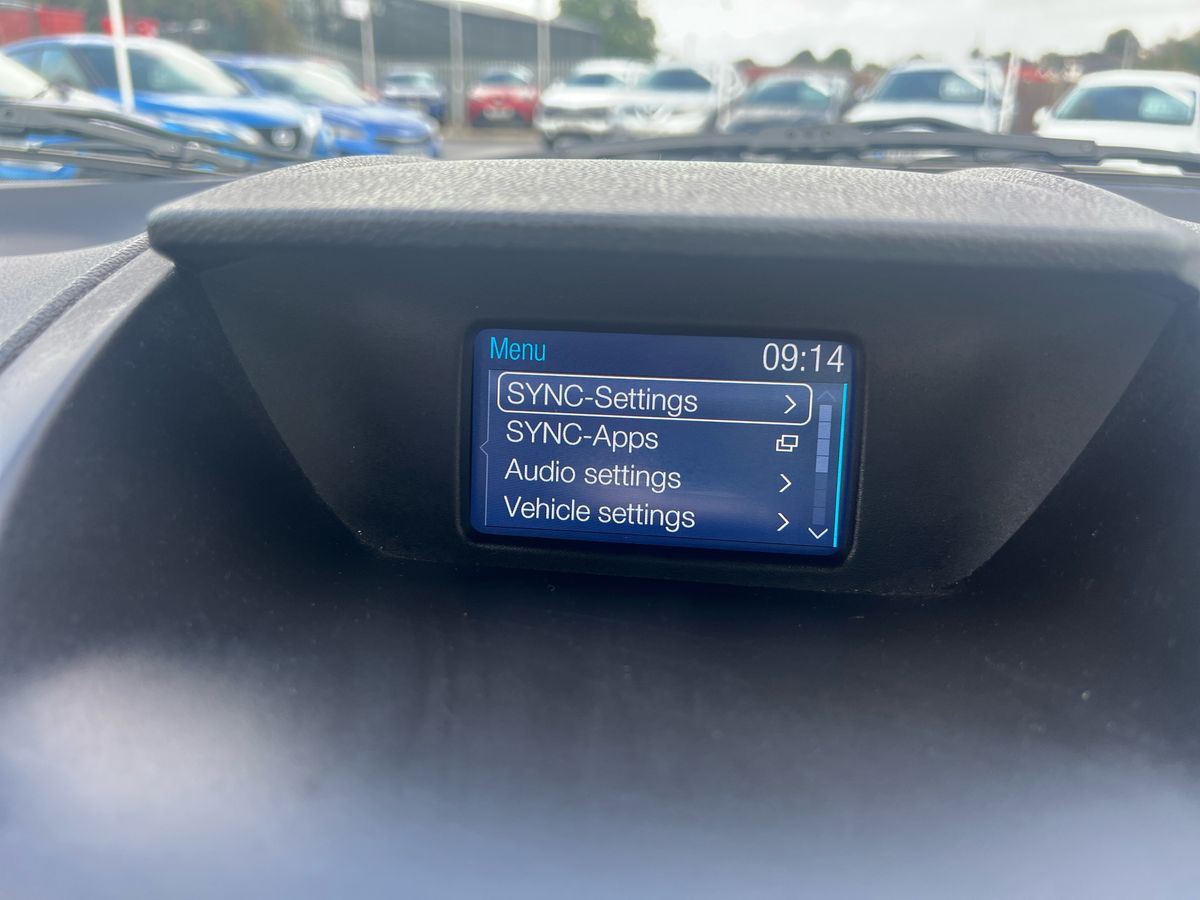 Menu 09:14
SYNC-Settings
SYNC-Apps
Audio settings
Vehicle settings